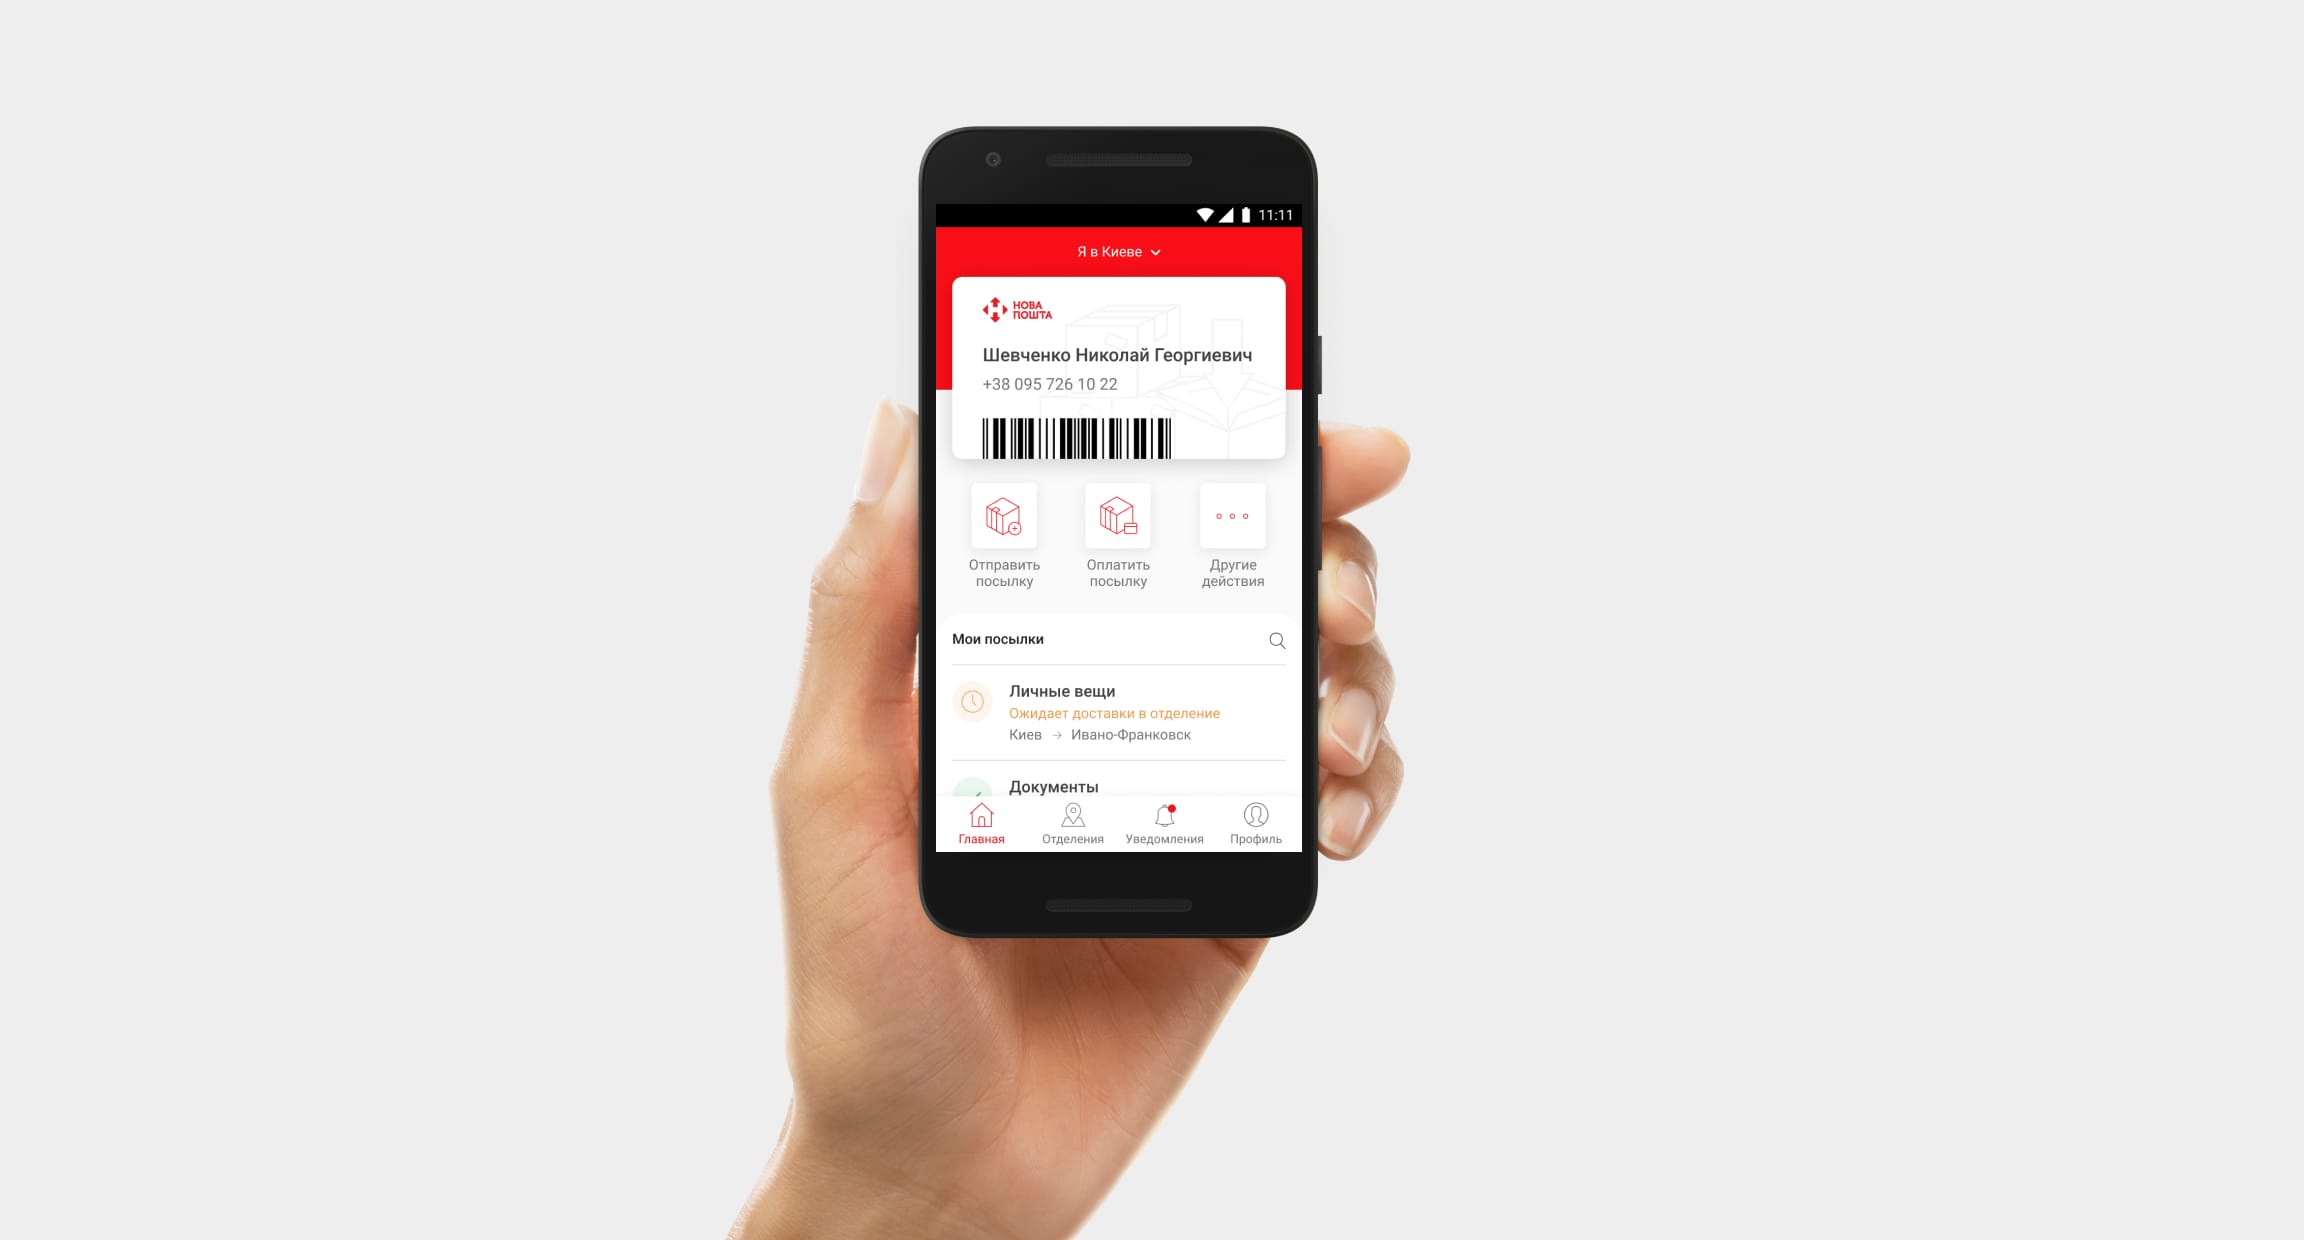 11:11
Я в Киеве
НОВА
ПОШТА
Шевченко Николай Георгиевич
+38 095 726 10 22
Отправить
посылку
Оплатить
посылку
Другие
действия
Мои посылки
Личные вещи
Ожидает доставки в отделение
Киев → Ивано-Франковск
Документы
Главная
Отделения
Уведомления
Профиль